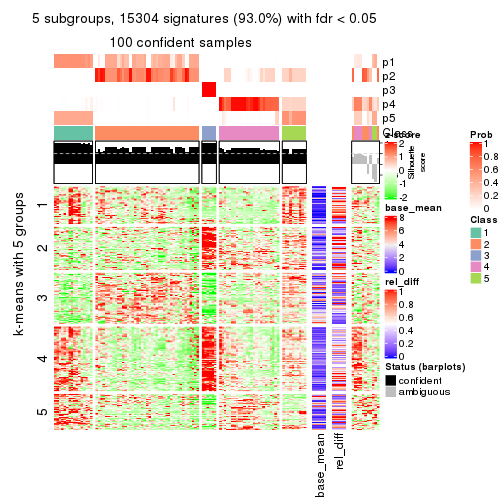 5 subgroups, 15304 signatures (93.0%) with fdr < 0.05
100 confident samples
p1
p2
p3
p4
p5
Class
Silhouette
score
k-means with 5 groups
1
2
3
4
5
base_mean
rel_diff
z-score
2
1
0
-1
-2
base_mean
8
6
4
2
0
rel_diff
1
0.8
0.6
0.4
0.2
0
Status (barplots)
confident
ambiguous
Prob
1
0.8
0.6
0.4
0.2
0
Class
1
2
3
4
5